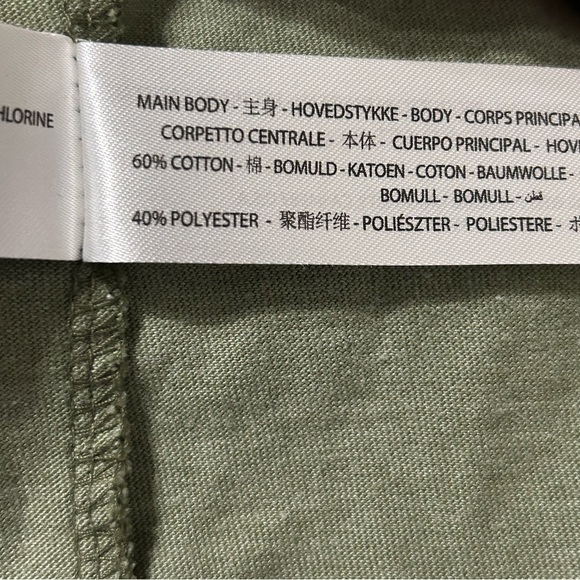 HLORINE
MAIN BODY - 主身 - HOVEDSTYKKE - BODY - CORPS PRINCIPA
CORPETTO CENTRALE - 本体 - CUERPO PRINCIPAL - HOV
60% COTTON - 棉 - BOMULD - KATOEN - COTON - BAUMWOLLE -
BOMULL - BOMULL - قطن
40% POLYESTER - 聚酯纤维 - POLIÉSZTER - POLIESTERE - ポ